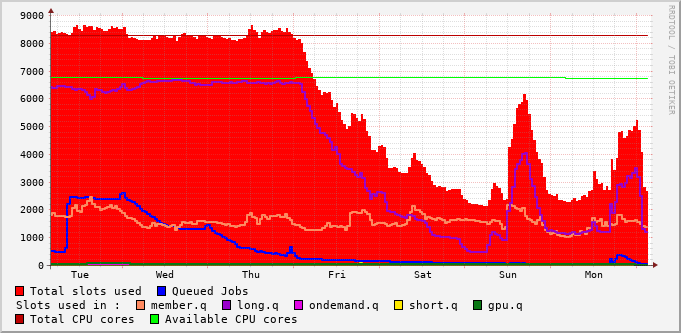 RRDTOOL / TOBI OETIKER
9000
8000
7000
6000
5000
4000
3000
2000
1000
0
Tue Wed Thu Fri Sat Sun Mon
Total slots used Queued Jobs
Slots used in : member.q long.q ondemand.q short.q gpu.q
Total CPU cores Available CPU cores